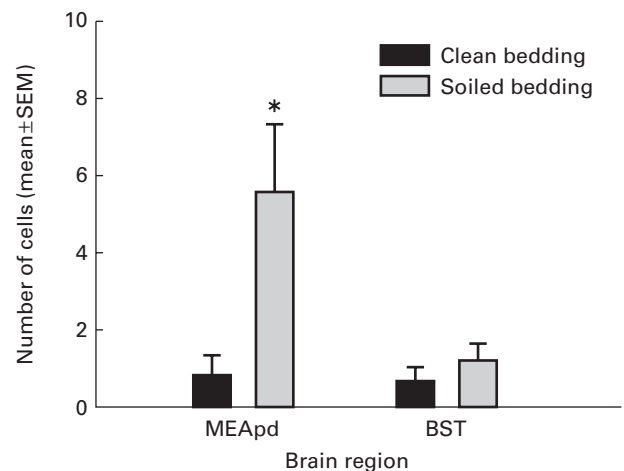 10
8
6
4
2
0
Number of cells (mean±SEM)
Clean bedding
Soiled bedding
*
MEApd
BST
Brain region